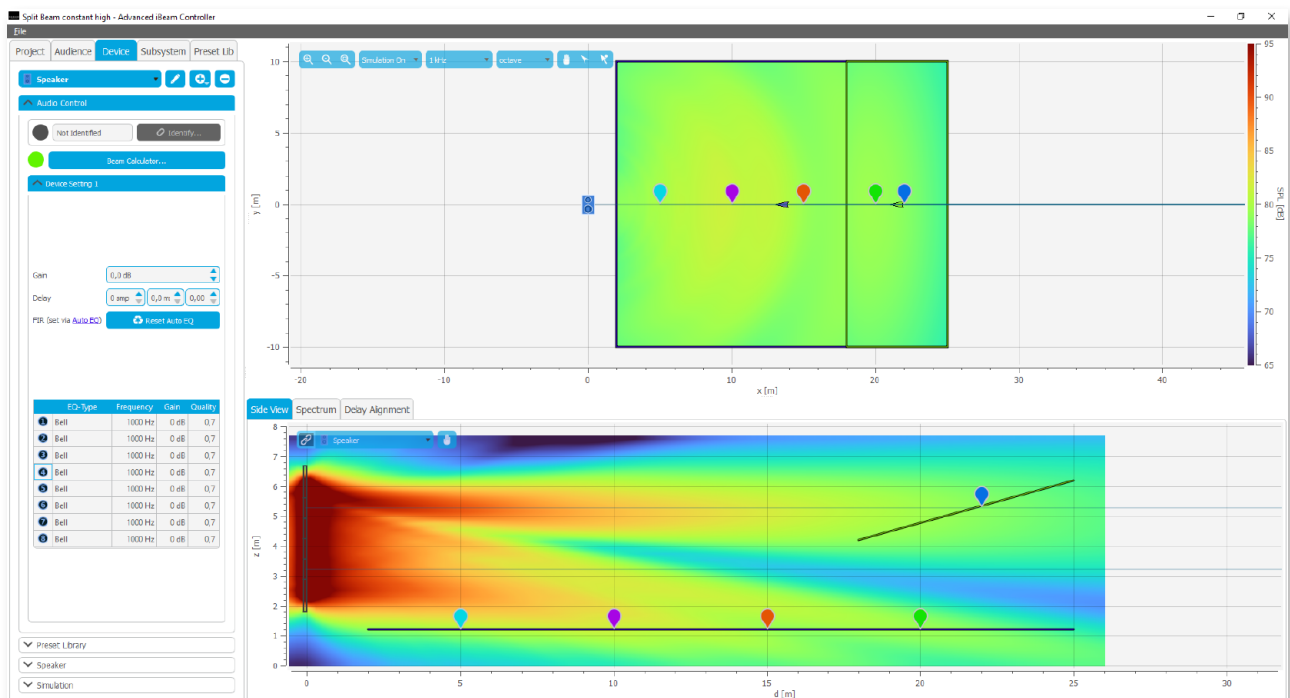 Split Beam constant high - Advanced iBeam Controller
File
Project Audience Device Subsystem Preset Lib
Speaker
Audio Control
Not Identified Identify...
Beam Calculator...
Device Setting 1
Gain 0,0 dB
Delay 0 smp 0,0 m 0,00
FIR (set via Auto EQ) Reset Auto EQ
EQ-Type Frequency Gain Quality
1 Bell 1000 Hz 0 dB 0,7
2 Bell 1000 Hz 0 dB 0,7
3 Bell 1000 Hz 0 dB 0,7
4 Bell 1000 Hz 0 dB 0,7
5 Bell 1000 Hz 0 dB 0,7
6 Bell 1000 Hz 0 dB 0,7
7 Bell 1000 Hz 0 dB 0,7
8 Bell 1000 Hz 0 dB 0,7
Preset Library
Speaker
Simulation
Simulation On 1 kHz octave
10
5
0
-5
-10
y [m]
-20 -10 0 10 20 30 40
x [m]
95
90
85
80
75
70
65
SPL [dB]
Side View Spectrum Delay Alignment
Speaker
8
7
6
5
4
3
2
1
0
z [m]
0 5 10 15 20 25 30
d [m]